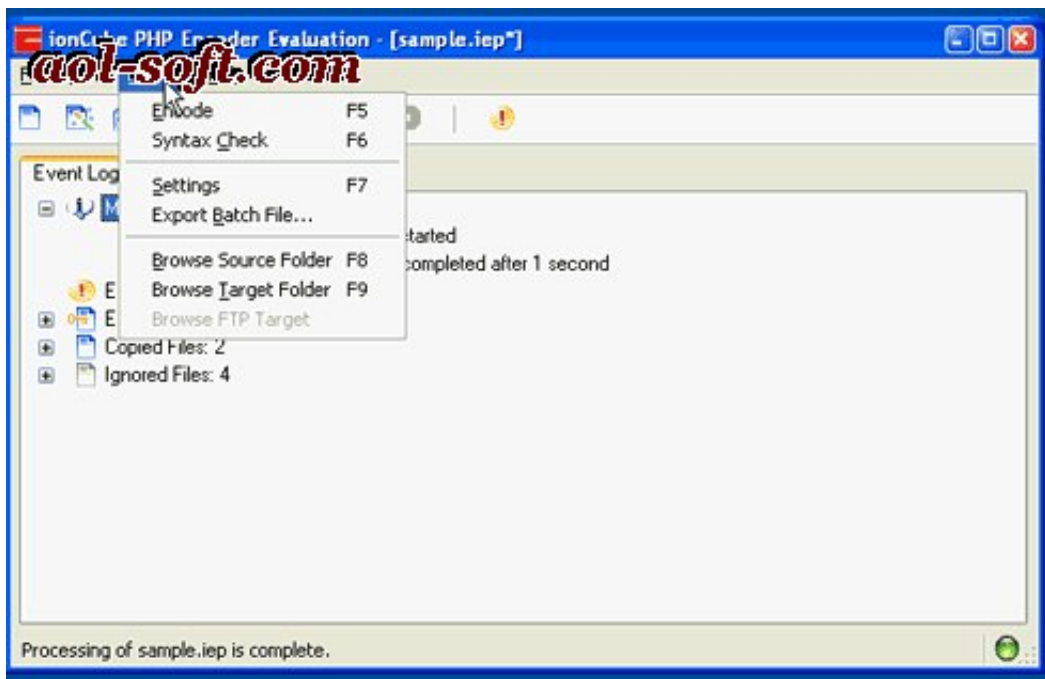 ionCube PHP Encoder Evaluation - [sample.iep*]
aol-soft.com
Encode F5
Syntax Check F6
Event Log
Settings F7
Export Batch File...
started
Browse Source Folder F8
completed after 1 second
Browse Target Folder F9
Browse FTP Target
Copied Files: 2
Ignored Files: 4
Processing of sample.iep is complete.